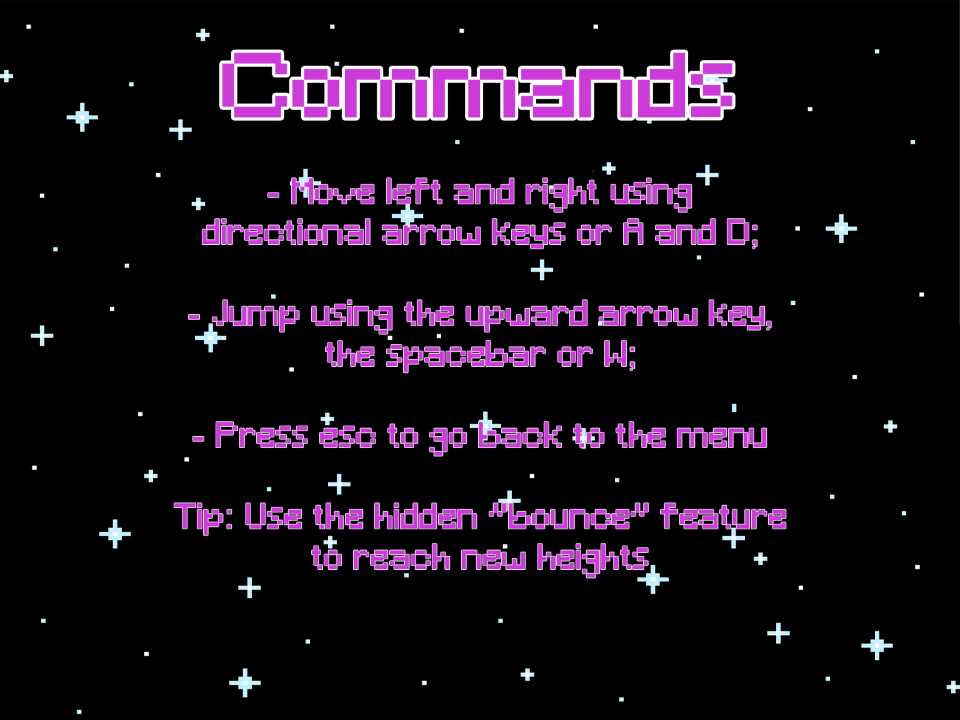 Commands
- Move left and right using
directional arrow keys or A and D;
- Jump using the upward arrow key,
the spacebar or W;
- Press esc to go back to the menu
Tip: Use the hidden "bounce" feature
to reach new heights